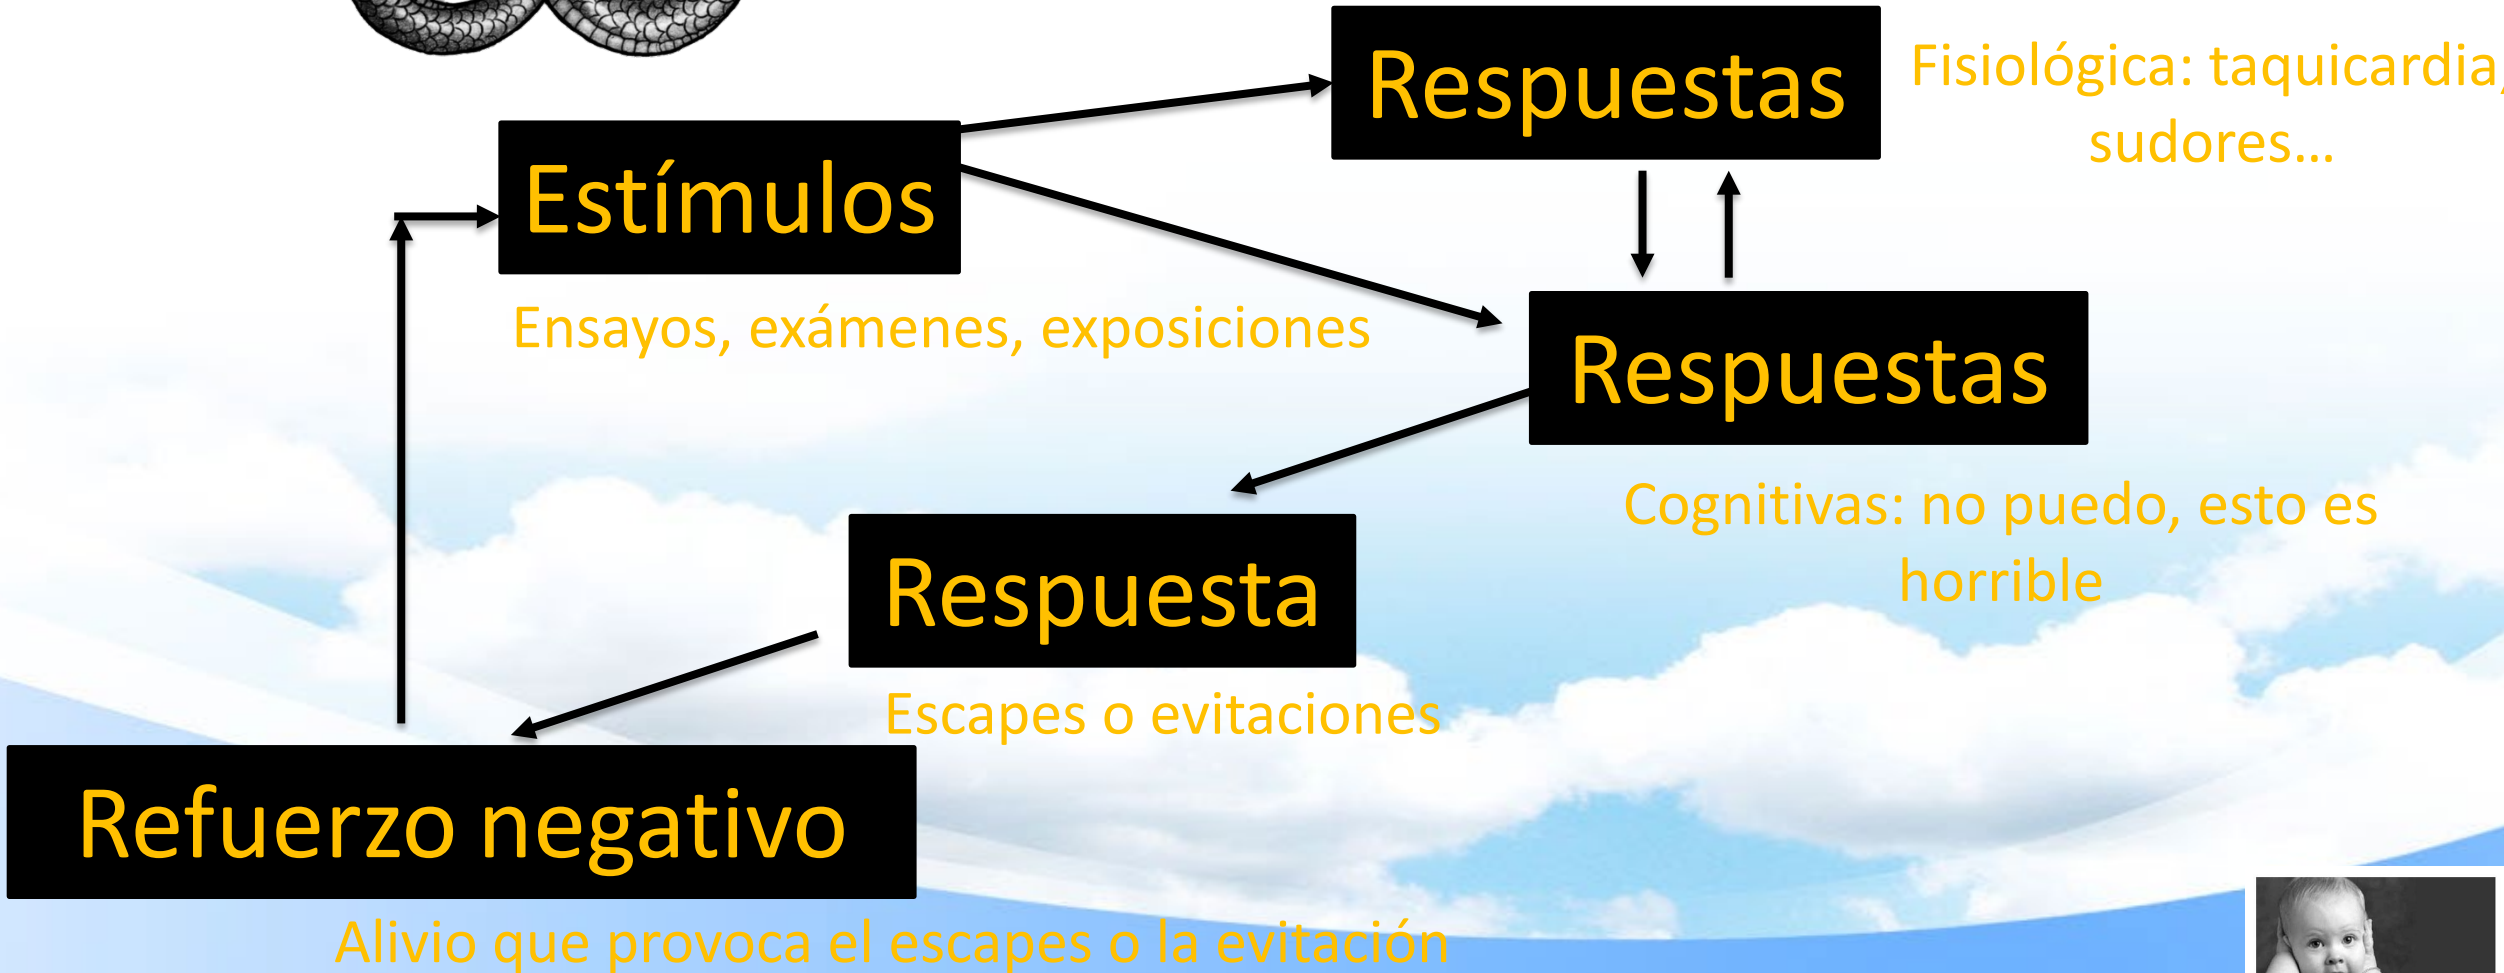 Respuestas
Fisiológica: taquicardia,
sudores...
Estímulos
Ensayos, exámenes, exposiciones
Respuestas
Cognitivas: no puedo, esto es
horrible
Respuesta
Escapes o evitaciones
Refuerzo negativo
Alivio que provoca el escapes o la evitación